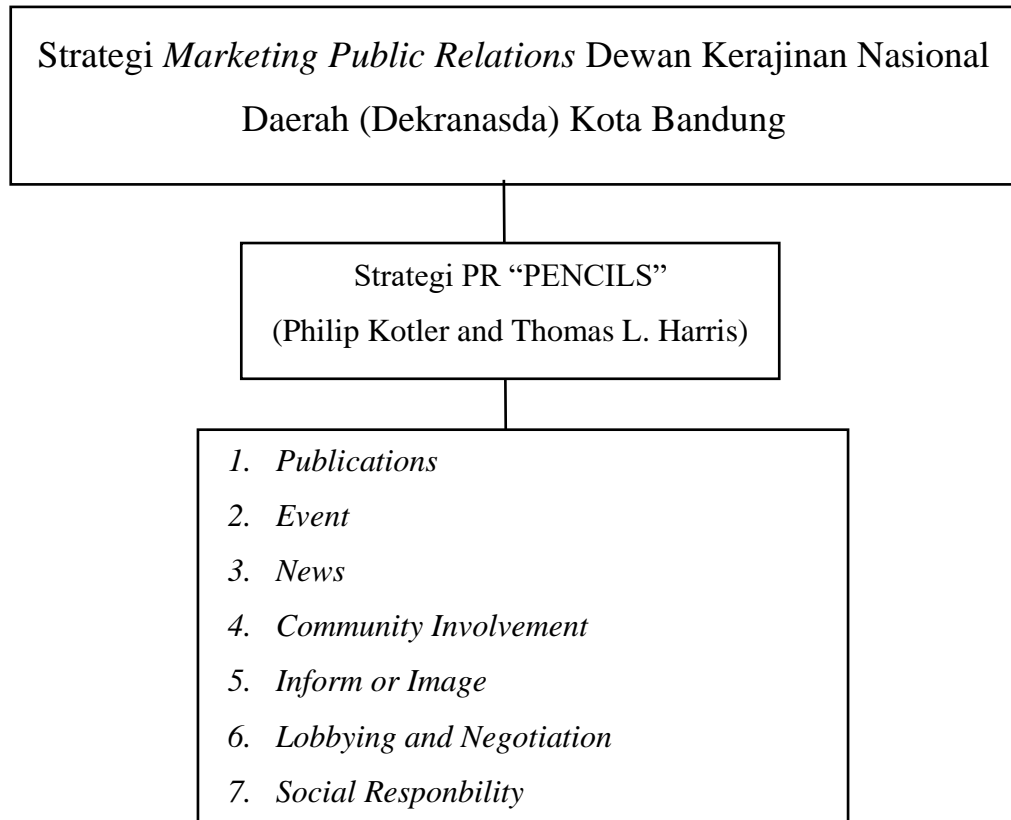 Strategi Marketing Public Relations Dewan Kerajinan Nasional
Daerah (Dekranasda) Kota Bandung
Strategi PR “PENCILS”
(Philip Kotler and Thomas L. Harris)
1. Publications
2. Event
3. News
4. Community Involvement
5. Inform or Image
6. Lobbying and Negotiation
7. Social Responbility